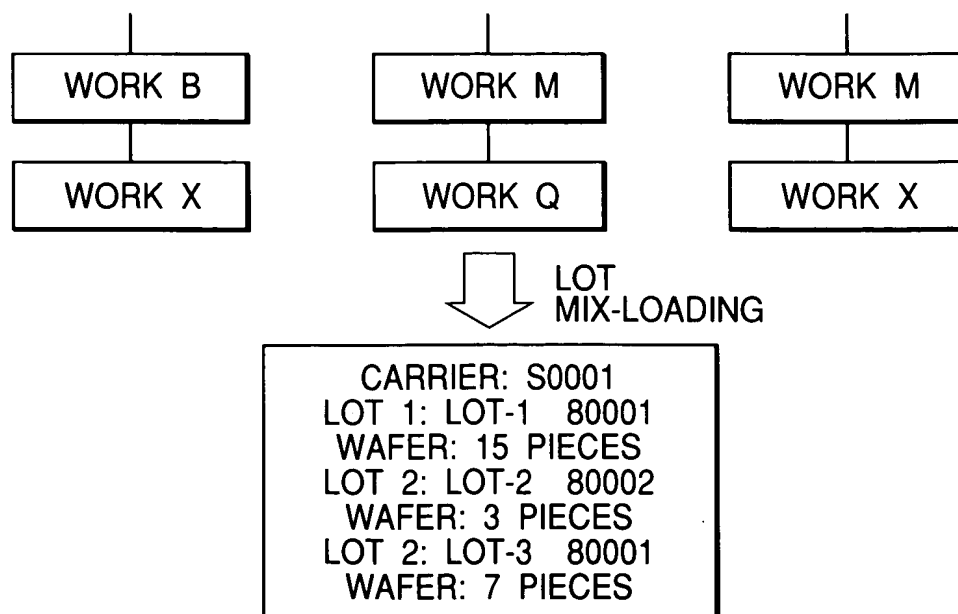 WORK B
WORK M
WORK M
WORK X
WORK Q
WORK X
LOT
MIX-LOADING
CARRIER: S0001
LOT 1: LOT-1 80001
WAFER: 15 PIECES
LOT 2: LOT-2 80002
WAFER: 3 PIECES
LOT 2: LOT-3 80001
WAFER: 7 PIECES